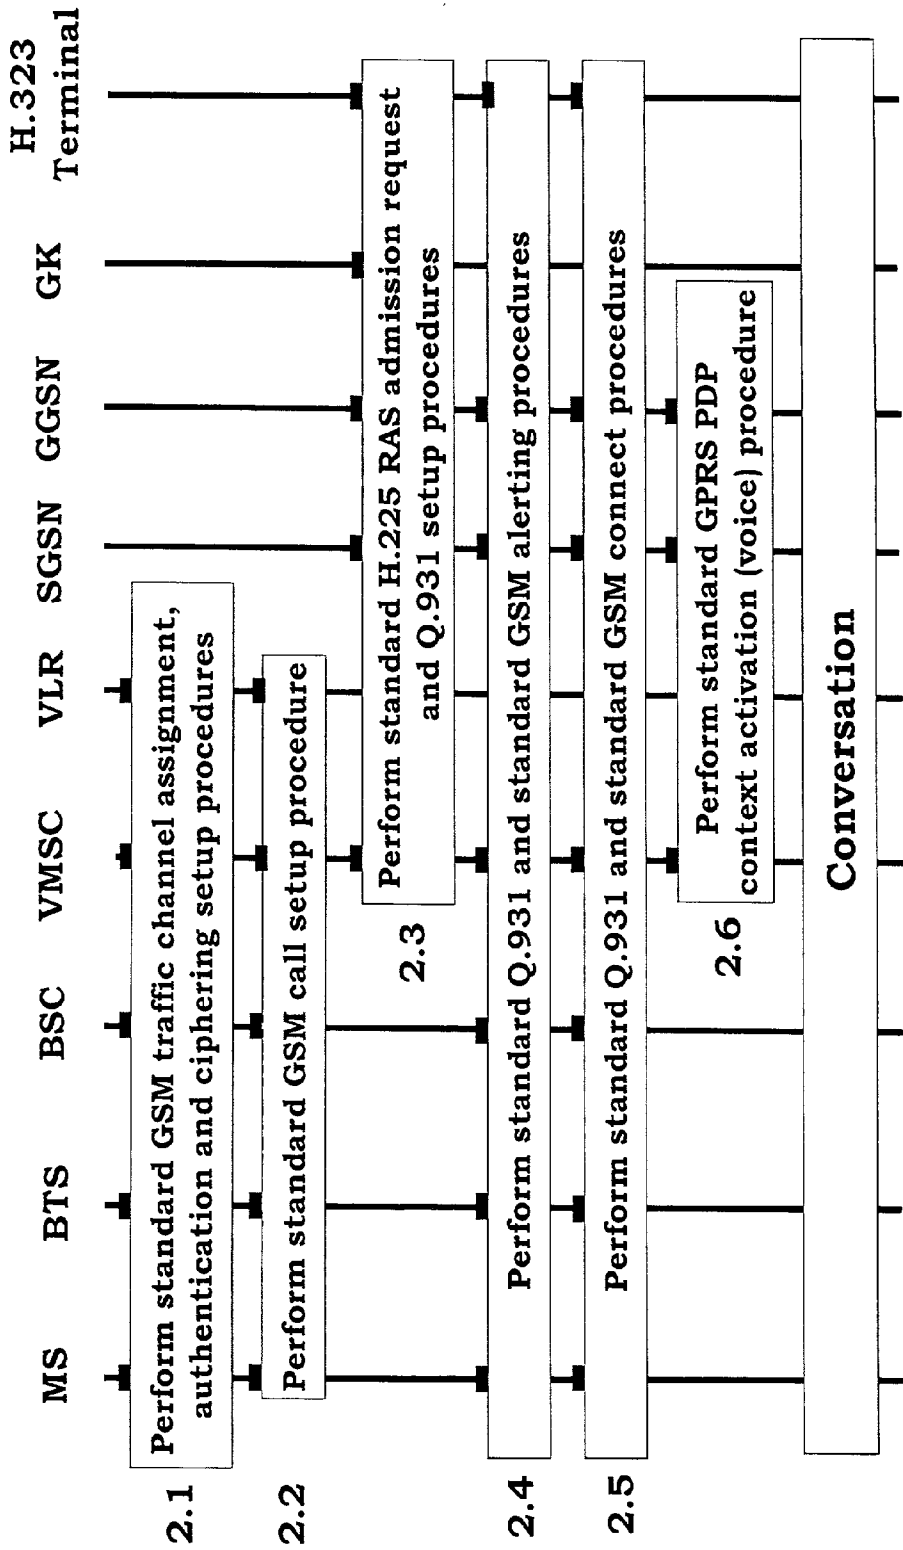 MS BTS BSC VMSC VLR SGSN GGSN GK H.323
Terminal
2.1 Perform standard GSM traffic channel assignment,
authentication and ciphering setup procedures
2.2 Perform standard GSM call setup procedure
2.3 Perform standard H.225 RAS admission request
and Q.931 setup procedures
2.4 Perform standard Q.931 and standard GSM alerting procedures
2.5 Perform standard Q.931 and standard GSM connect procedures
2.6 Perform standard GPRS PDP
context activation (voice) procedure
Conversation